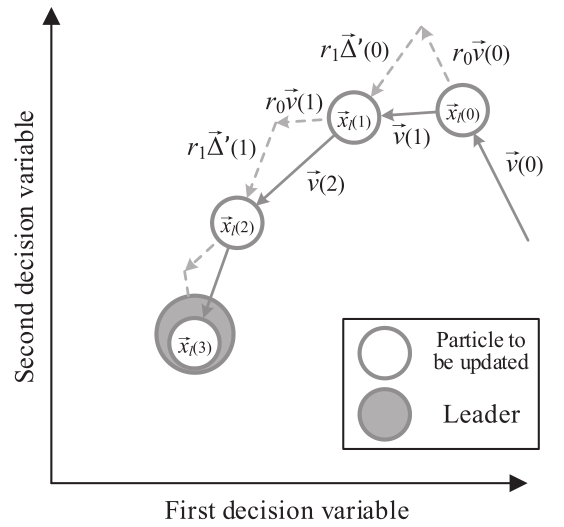 r₁Δ⃗'(0)
r₀v⃗(0)
r₀v⃗(1)
x⃗ₗ(1)
x⃗ₗ(0)
v⃗(1)
r₁Δ⃗'(1)
v⃗(0)
v⃗(2)
x⃗ₗ(2)
x⃗ₗ(3)
Second decision variable
Particle to
be updated
Leader
First decision variable